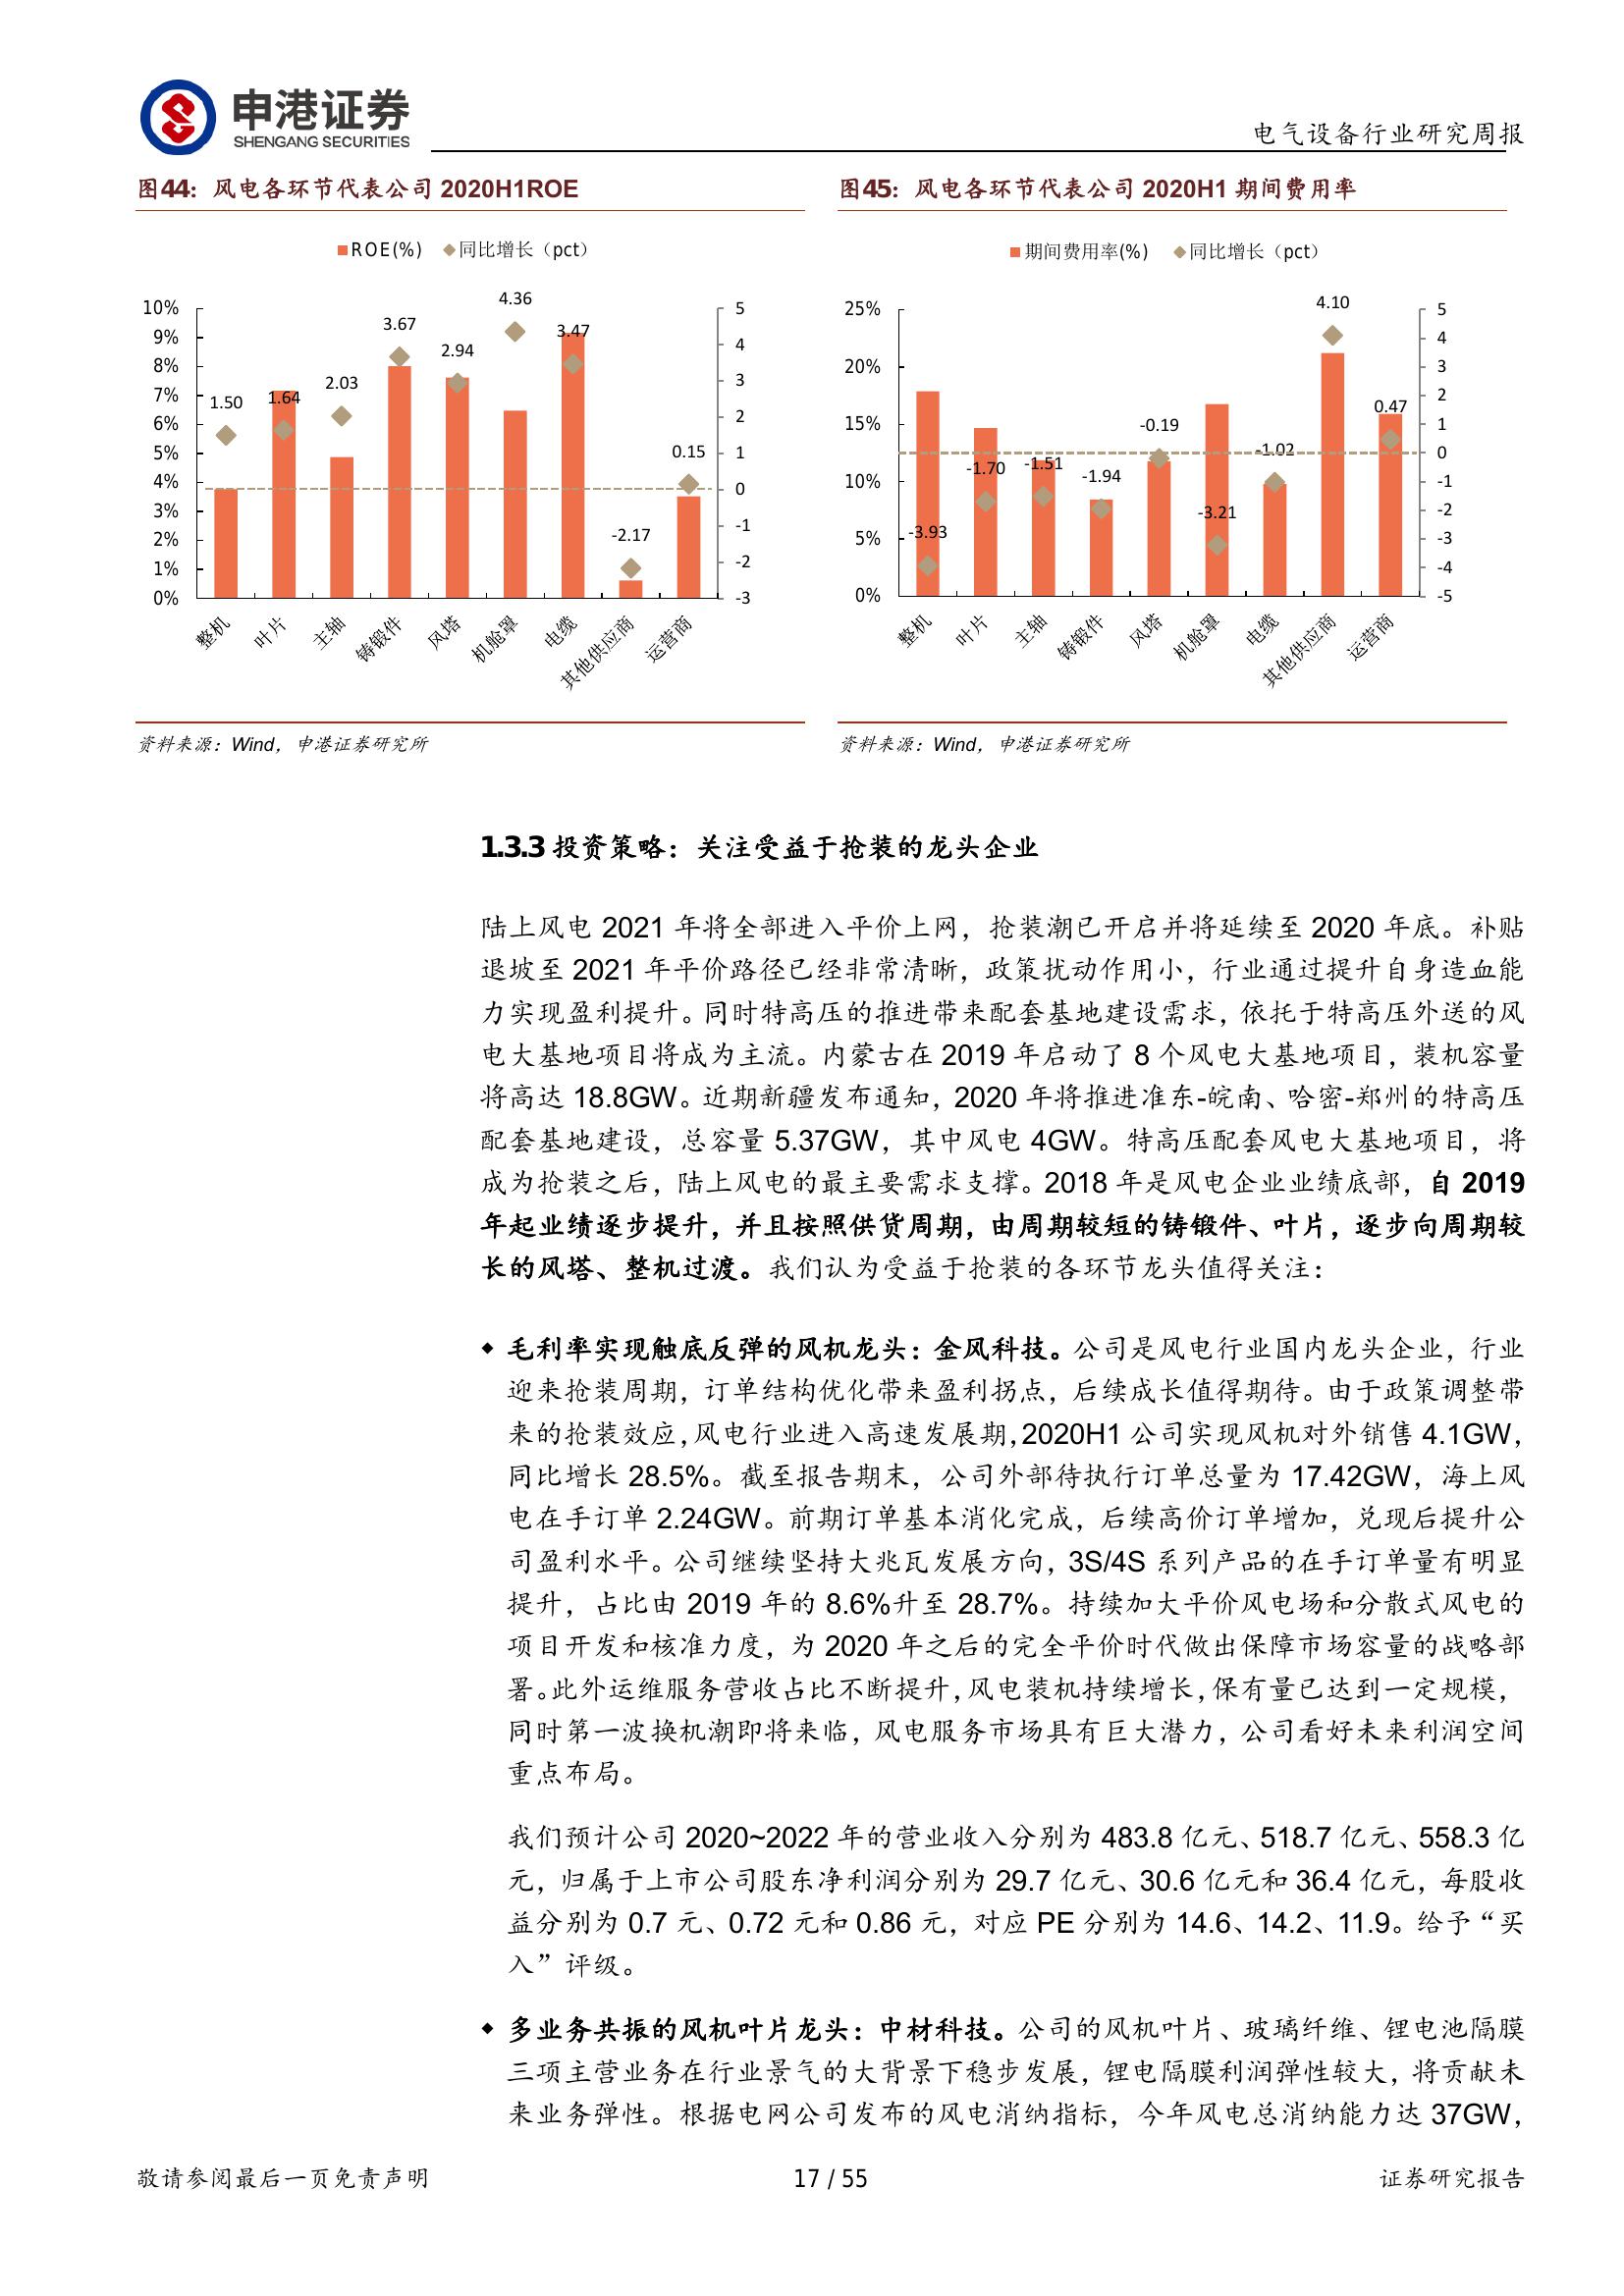 申港证券
SHENGANG SECURITIES
电气设备行业研究周报
图44：风电各环节代表公司 2020H1ROE
ROE(%) 同比增长（pct）
10%
9%
8%
7%
6%
5%
4%
3%
2%
1%
0%
5
4
3
2
1
0
-1
-2
-3
1.50
1.64
2.03
3.67
2.94
4.36
3.47
-2.17
0.15
整机
叶片
主轴
铸锻件
风塔
机舱罩
电缆
其他供应商
运营商
资料来源：Wind，申港证券研究所
图45：风电各环节代表公司 2020H1 期间费用率
期间费用率(%) 同比增长（pct）
25%
20%
15%
10%
5%
0%
5
4
3
2
1
0
-1
-2
-3
-4
-5
-3.93
-1.70
-1.51
-1.94
-0.19
-3.21
-1.02
4.10
0.47
整机
叶片
主轴
铸锻件
风塔
机舱罩
电缆
其他供应商
运营商
资料来源：Wind，申港证券研究所
1.3.3 投资策略：关注受益于抢装的龙头企业
陆上风电 2021 年将全部进入平价上网，抢装潮已开启并将延续至 2020 年底。补贴
退坡至 2021 年平价路径已经非常清晰，政策扰动作用小，行业通过提升自身造血能
力实现盈利提升。同时特高压的推进带来配套基地建设需求，依托于特高压外送的风
电大基地项目将成为主流。内蒙古在 2019 年启动了 8 个风电大基地项目，装机容量
将高达 18.8GW。近期新疆发布通知，2020 年将推进准东-皖南、哈密-郑州的特高压
配套基地建设，总容量 5.37GW，其中风电 4GW。特高压配套风电大基地项目，将
成为抢装之后，陆上风电的最主要需求支撑。2018 年是风电企业业绩底部，自 2019
年起业绩逐步提升，并且按照供货周期，由周期较短的铸锻件、叶片，逐步向周期较
长的风塔、整机过渡。我们认为受益于抢装的各环节龙头值得关注：
◆ 毛利率实现触底反弹的风机龙头：金风科技。公司是风电行业国内龙头企业，行业
迎来抢装周期，订单结构优化带来盈利拐点，后续成长值得期待。由于政策调整带
来的抢装效应，风电行业进入高速发展期，2020H1 公司实现风机对外销售 4.1GW，
同比增长 28.5%。截至报告期末，公司外部待执行订单总量为 17.42GW，海上风
电在手订单 2.24GW。前期订单基本消化完成，后续高价订单增加，兑现后提升公
司盈利水平。公司继续坚持大兆瓦发展方向，3S/4S 系列产品的在手订单量有明显
提升，占比由 2019 年的 8.6%升至 28.7%。持续加大平价风电场和分散式风电的
项目开发和核准力度，为 2020 年之后的完全平价时代做出保障市场容量的战略部
署。此外运维服务营收占比不断提升，风电装机持续增长，保有量已达到一定规模，
同时第一波换机潮即将来临，风电服务市场具有巨大潜力，公司看好未来利润空间
重点布局。
我们预计公司 2020~2022 年的营业收入分别为 483.8 亿元、518.7 亿元、558.3 亿
元，归属于上市公司股东净利润分别为 29.7 亿元、30.6 亿元和 36.4 亿元，每股收
益分别为 0.7 元、0.72 元和 0.86 元，对应 PE 分别为 14.6、14.2、11.9。给予“买
入”评级。
◆ 多业务共振的风机叶片龙头：中材科技。公司的风机叶片、玻璃纤维、锂电池隔膜
三项主营业务在行业景气的大背景下稳步发展，锂电隔膜利润弹性较大，将贡献未
来业务弹性。根据电网公司发布的风电消纳指标，今年风电总消纳能力达 37GW，
敬请参阅最后一页免责声明
17 / 55
证券研究报告